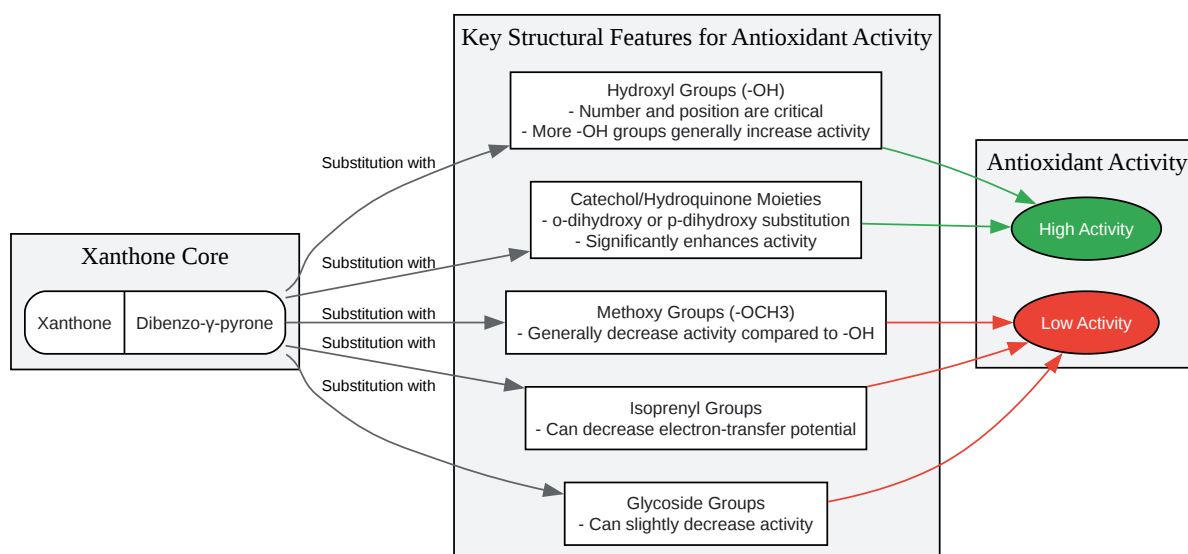 Key Structural Features for Antioxidant Activity
Hydroxyl Groups (-OH)
- Number and position are critical
- More -OH groups generally increase activity
Substitution with
Antioxidant Activity
Catechol/Hydroquinone Moieties
- o-dihydroxy or p-dihydroxy substitution
- Significantly enhances activity
High Activity
Xanthone Core
Substitution with
Xanthone
Dibenzo-γ-pyrone
Substitution with
Methoxy Groups (-OCH3)
- Generally decrease activity compared to -OH
Low Activity
Substitution with
Substitution with
Isoprenyl Groups
- Can decrease electron-transfer potential
Glycoside Groups
- Can slightly decrease activity